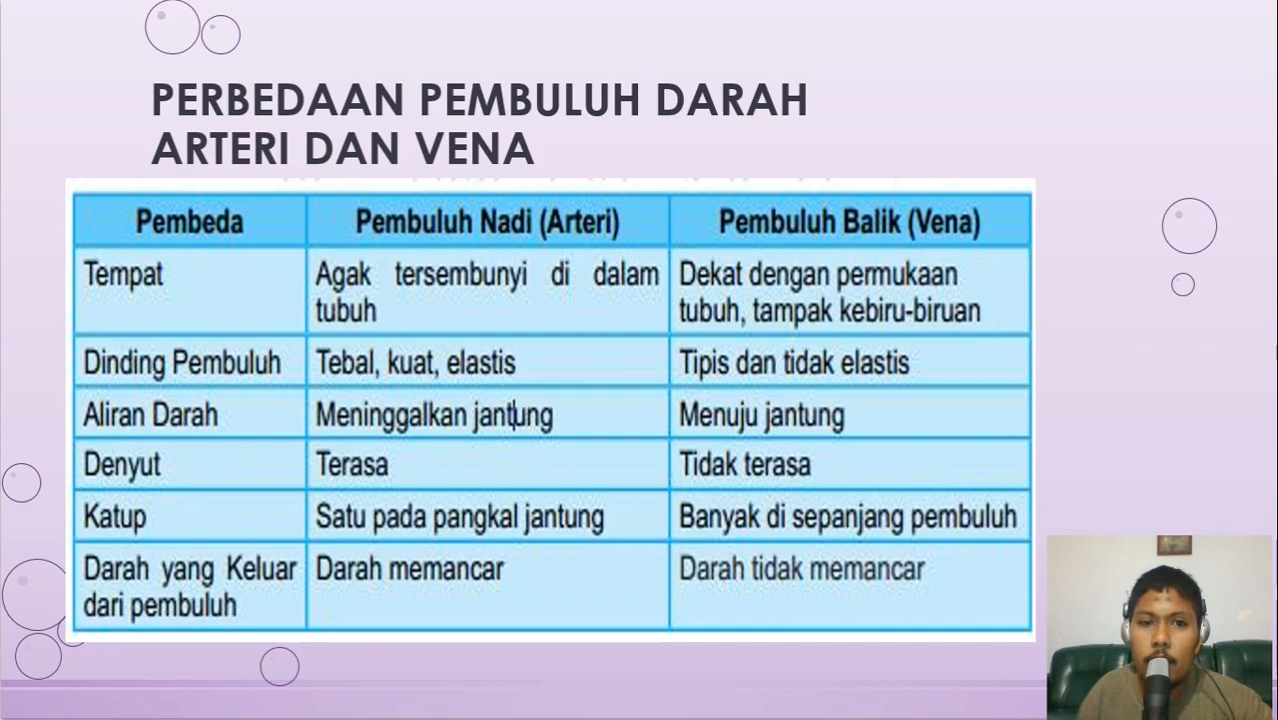 PERBEDAAN PEMBULUH DARAH
ARTERI DAN VENA
Pembeda Pembuluh Nadi (Arteri) Pembuluh Balik (Vena)
Tempat Agak tersembunyi di dalam Dekat dengan permukaan
tubuh tubuh, tampak kebiru-biruan
Dinding Pembuluh Tebal, kuat, elastis Tipis dan tidak elastis
Aliran Darah Meninggalkan jantung Menuju jantung
Denyut Terasa Tidak terasa
Katup Satu pada pangkal jantung Banyak di sepanjang pembuluh
Darah yang Keluar Darah memancar Darah tidak memancar
dari pembuluh